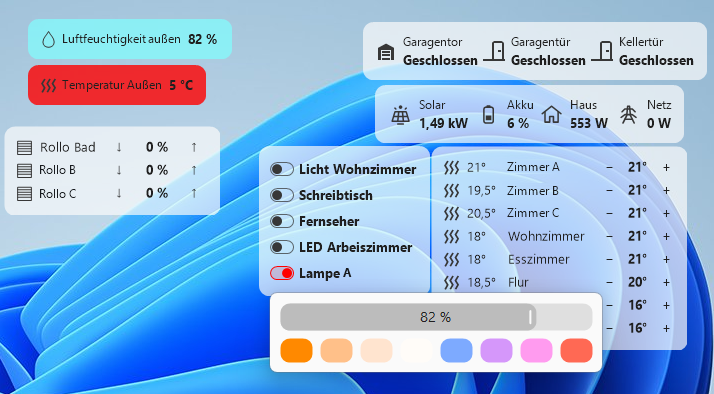 Luftfeuchtigkeit außen 82 %
Temperatur Außen 5 °C
Garagentor Garagentür Kellertür
Geschlossen Geschlossen Geschlossen
Solar Akku Haus Netz
1,49 kW 6 % 553 W 0 W
Rollo Bad ↓ 0 % ↑
Rollo B ↓ 0 % ↑
Rollo C ↓ 0 % ↑
Licht Wohnzimmer
Schreibtisch
Fernseher
LED Arbeiszimmer
Lampe A
21° Zimmer A – 21° +
19,5° Zimmer B – 21° +
20,5° Zimmer C – 21° +
18° Wohnzimmer – 21° +
18° Esszimmer – 21° +
18,5° Flur – 20° +
– 16° +
– 16° +
82 %